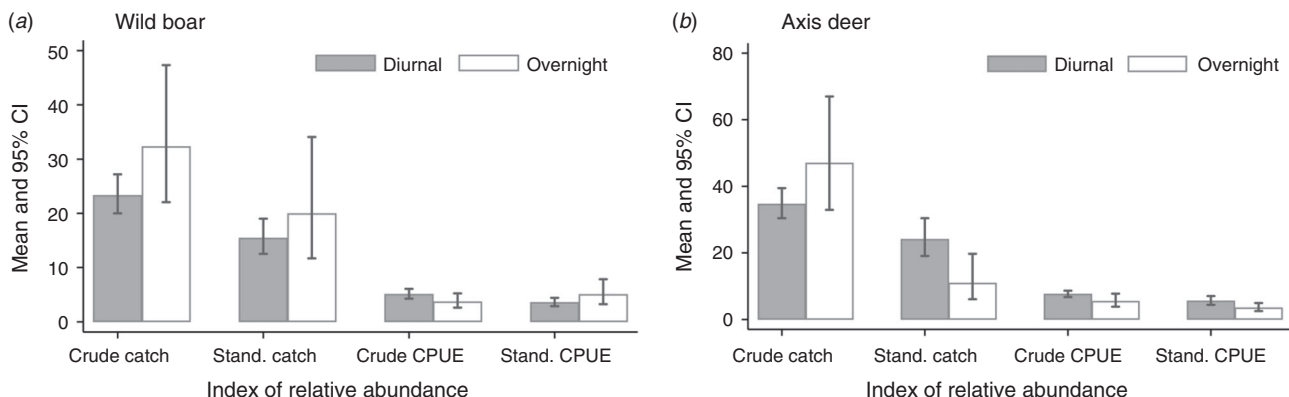 (a) Wild boar
50
40
30
20
10
0
Mean and 95% CI
Diurnal Overnight
Crude catch Stand. catch Crude CPUE Stand. CPUE
Index of relative abundance
(b) Axis deer
80
60
40
20
0
Mean and 95% CI
Diurnal Overnight
Crude catch Stand. catch Crude CPUE Stand. CPUE
Index of relative abundance